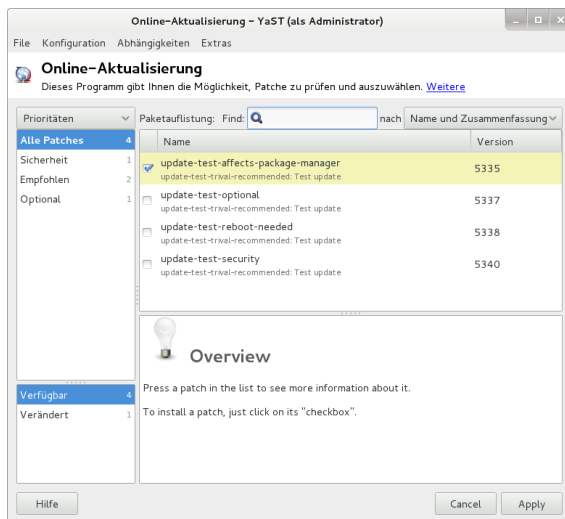 Online-Aktualisierung - YaST (als Administrator)
File Konfiguration Abhängigkeiten Extras
Online-Aktualisierung
Dieses Programm gibt Ihnen die Möglichkeit, Patche zu prüfen und auszuwählen. Weitere
Prioritäten
Paketauflistung: Find: nach Name und Zusammenfassung
Alle Patches 4
Sicherheit 1
Empfohlen 2
Optional 1
Name Version
update-test-affects-package-manager 5335
update-test-trival-recommended: Test update
update-test-optional 5337
update-test-trival-recommended: Test update
update-test-reboot-needed 5338
update-test-trival-recommended: Test update
update-test-security 5340
update-test-trival-recommended: Test update
Verfügbar 4
Verändert 1
Overview
Press a patch in the list to see more information about it.
To install a patch, just click on its "checkbox".
Hilfe Cancel Apply